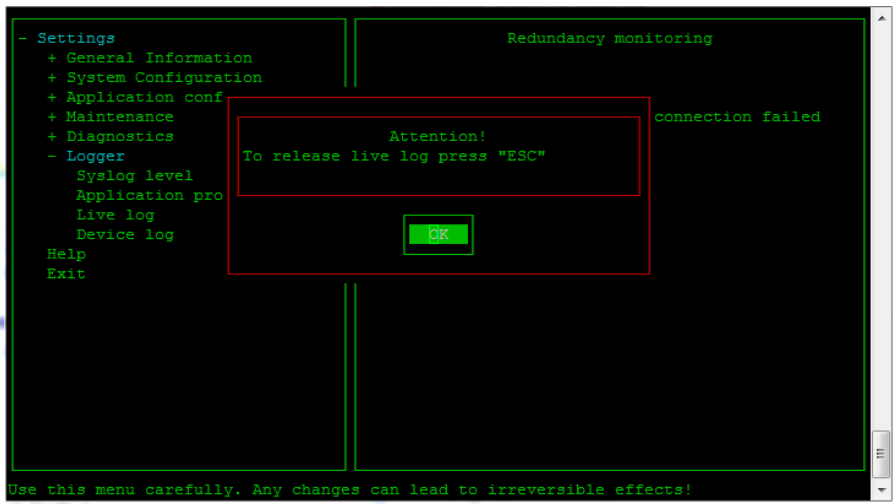 - Settings
+ General Information
+ System Configuration
+ Application conf
+ Maintenance
+ Diagnostics
- Logger
Syslog level
Application pro
Live log
Device log
Help
Exit
Redundancy monitoring
connection failed
Attention!
To release live log press "ESC"
OK
Use this menu carefully. Any changes can lead to irreversible effects!